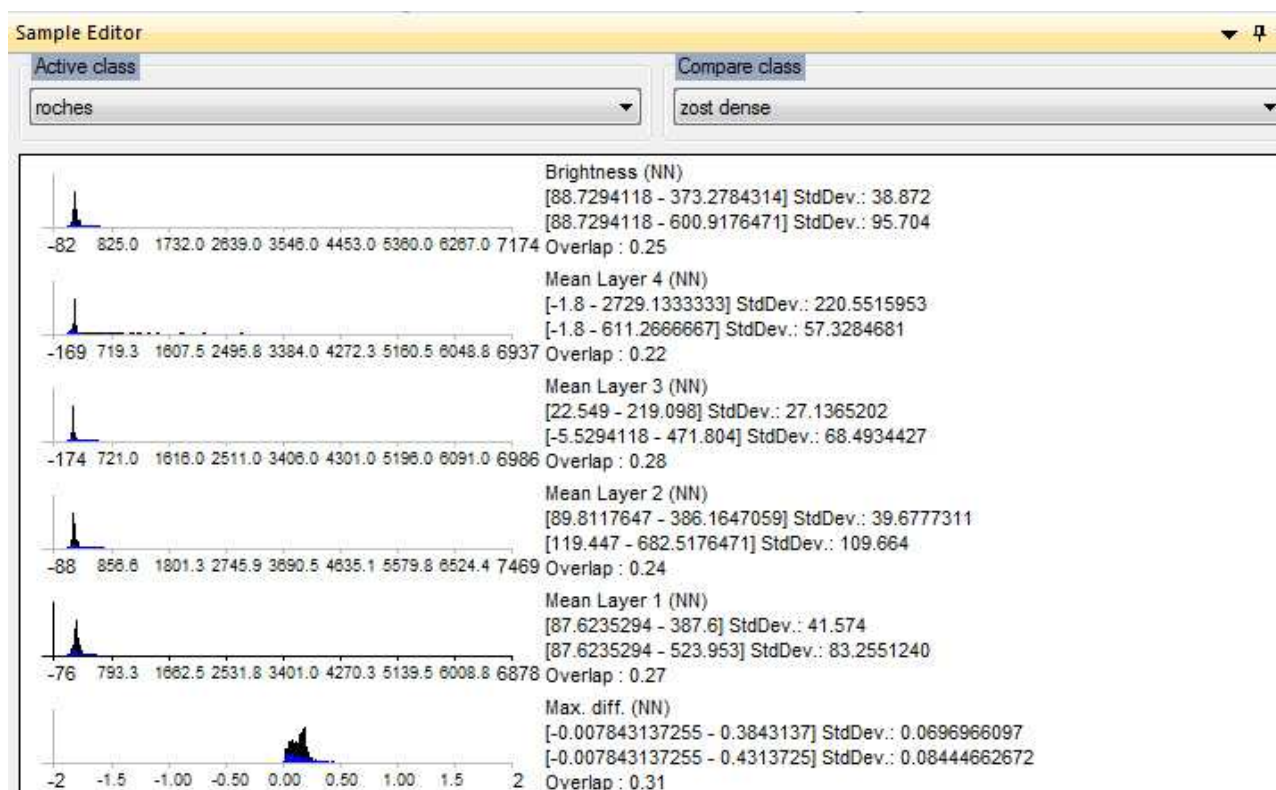 Sample Editor
Active class
Compare class
roches
zost dense
Brightness (NN)
[88.7294118 - 373.2784314] StdDev.: 38.872
[88.7294118 - 600.9176471] StdDev.: 95.704
-82 825.0 1732.0 2639.0 3546.0 4453.0 5360.0 6267.0 7174 Overlap : 0.25
Mean Layer 4 (NN)
[-1.8 - 2729.1333333] StdDev.: 220.5515953
[-1.8 - 611.2666667] StdDev.: 57.3284681
-169 719.3 1607.5 2495.8 3384.0 4272.3 5160.5 6048.8 6937 Overlap : 0.22
Mean Layer 3 (NN)
[22.549 - 219.098] StdDev.: 27.1365202
[-5.5294118 - 471.804] StdDev.: 68.4934427
-174 721.0 1616.0 2511.0 3406.0 4301.0 5196.0 6091.0 6986 Overlap : 0.28
Mean Layer 2 (NN)
[89.8117647 - 386.1647059] StdDev.: 39.6777311
[119.447 - 682.5176471] StdDev.: 109.664
-88 856.6 1801.3 2745.9 3690.5 4635.1 5579.8 6524.4 7469 Overlap : 0.24
Mean Layer 1 (NN)
[87.6235294 - 387.6] StdDev.: 41.574
[87.6235294 - 523.953] StdDev.: 83.2551240
-76 793.3 1662.5 2531.8 3401.0 4270.3 5139.5 6008.8 6878 Overlap : 0.27
Max. diff. (NN)
[-0.007843137255 - 0.3843137] StdDev.: 0.0696966097
[-0.007843137255 - 0.4313725] StdDev.: 0.08444662672
-2 -1.5 -1.00 -0.50 0.00 0.50 1.00 1.5 2 Overlap : 0.31